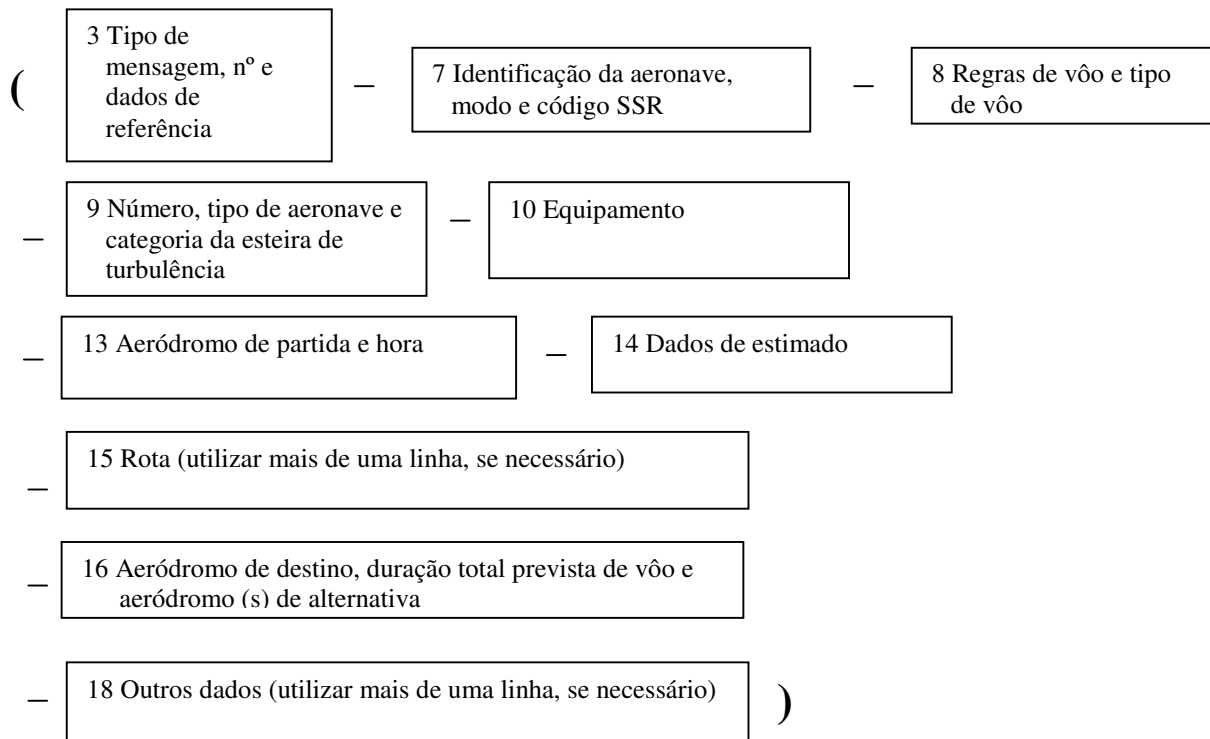 (
3 Tipo de
mensagem, nº e
dados de
referência
–
7 Identificação da aeronave,
modo e código SSR
–
8 Regras de vôo e tipo
de vôo
–
9 Número, tipo de aeronave e
categoria da esteira de
turbulência
–
10 Equipamento
–
13 Aeródromo de partida e hora
–
14 Dados de estimado
–
15 Rota (utilizar mais de uma linha, se necessário)
–
16 Aeródromo de destino, duração total prevista de vôo e
aeródromo (s) de alternativa
–
18 Outros dados (utilizar mais de uma linha, se necessário)
)